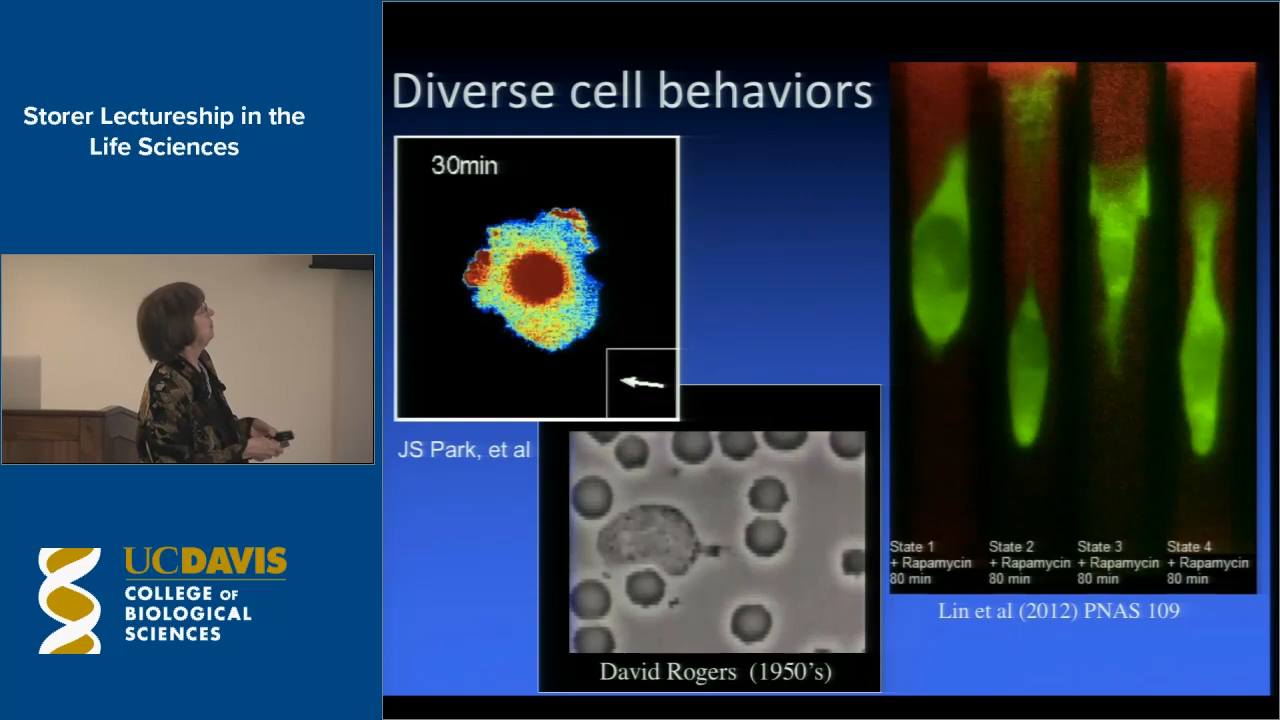 Storer Lectureship in the
Life Sciences
UCDAVIS
COLLEGE OF
BIOLOGICAL
SCIENCES
Diverse cell behaviors
30min
JS Park, et al
David Rogers (1950's)
State 1
+ Rapamycin
80 min
State 2
+ Rapamycin
80 min
State 3
+ Rapamycin
80 min
State 4
+ Rapamycin
80 min
Lin et al (2012) PNAS 109